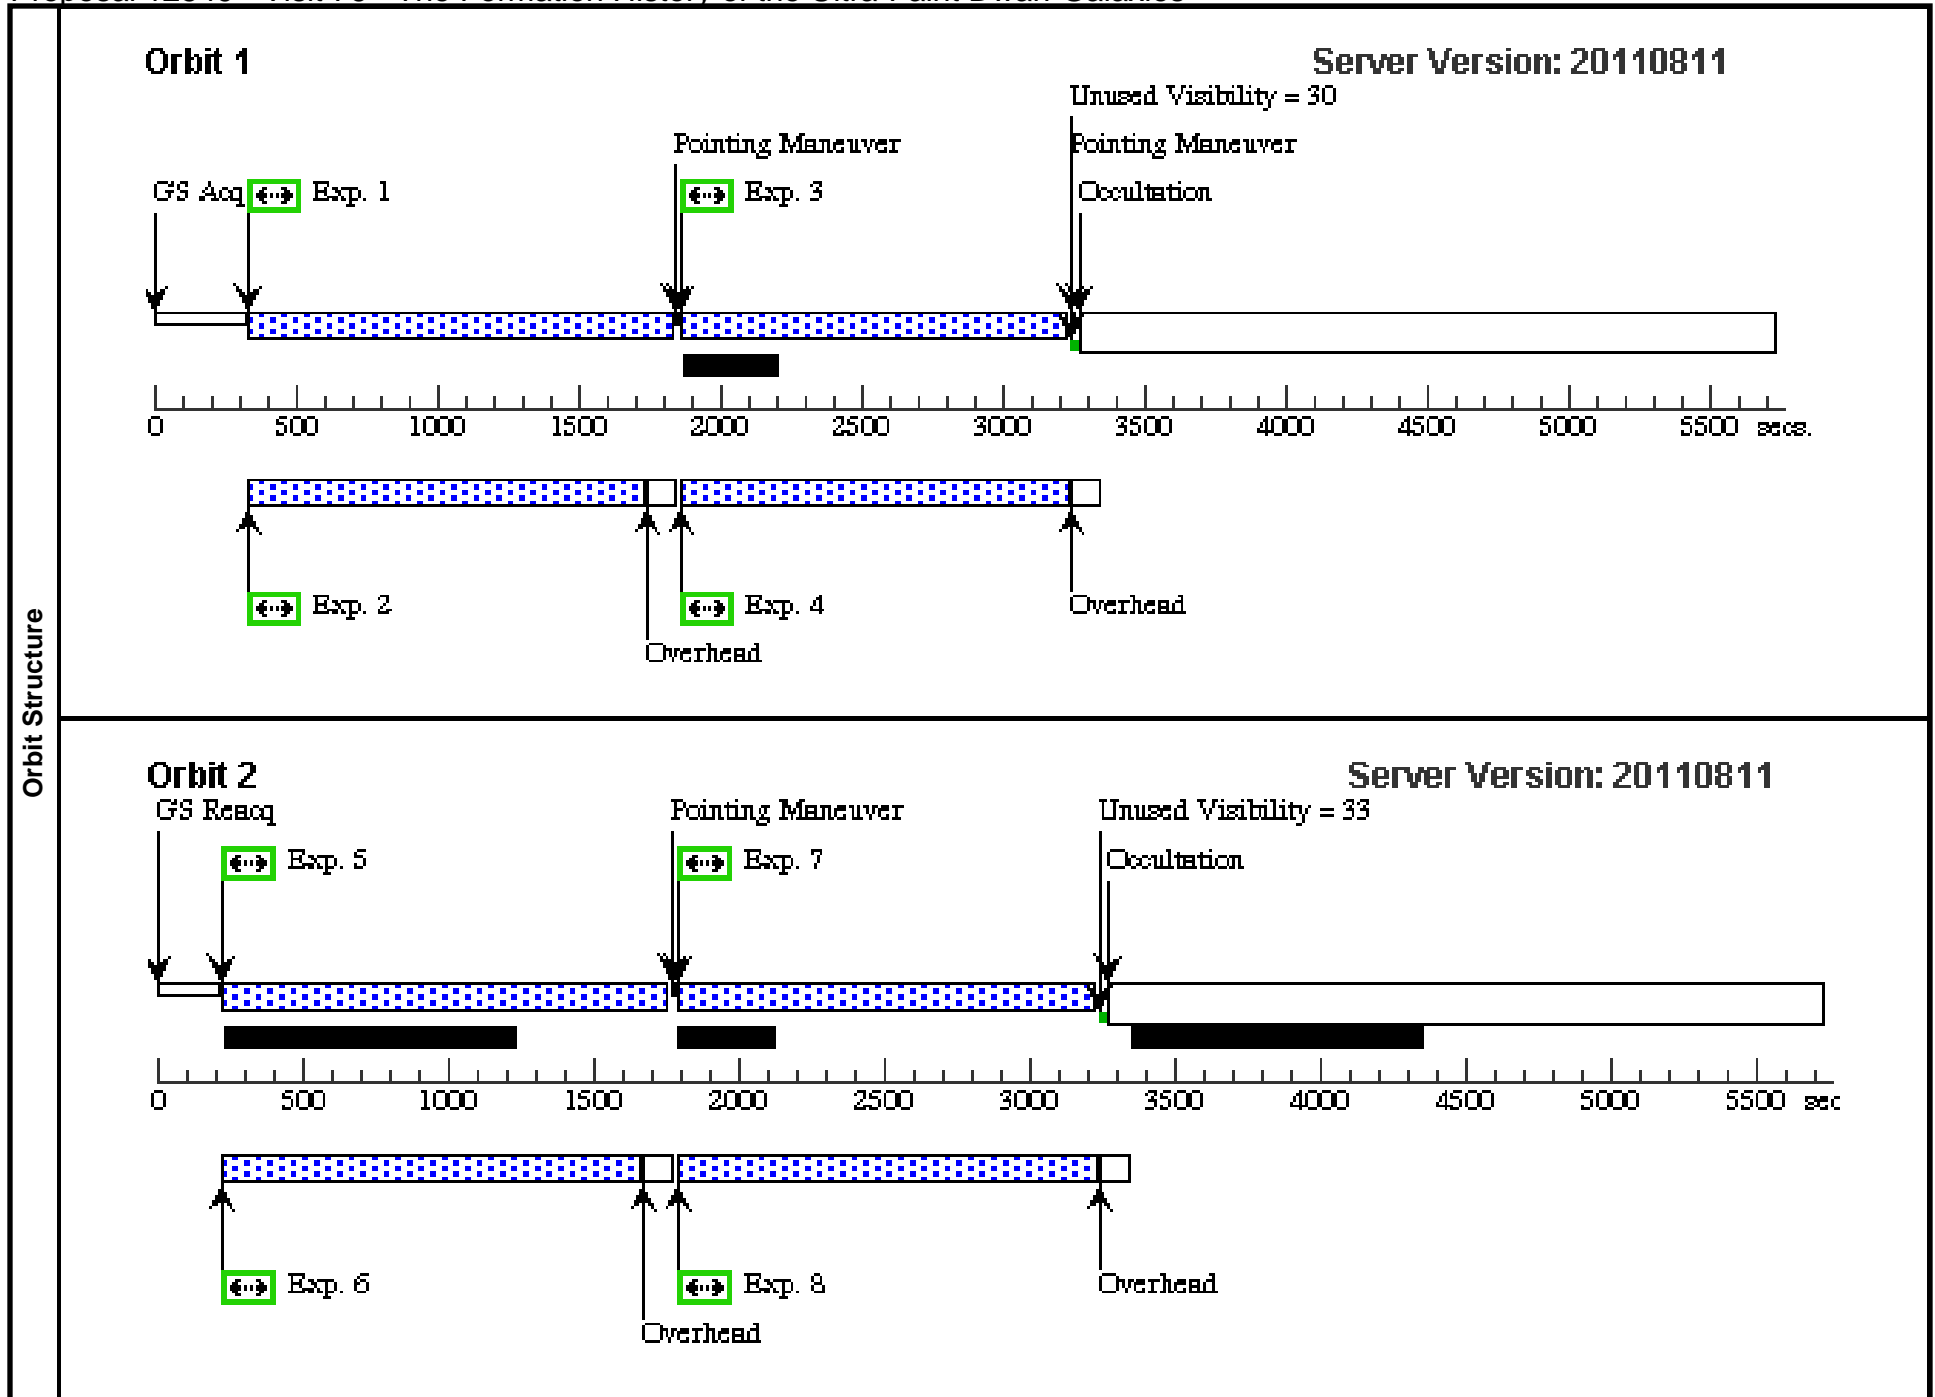 Orbit Structure
Orbit 1
Server Version: 20110811
Unused Visibility = 30
Pointing Maneuver
Pointing Maneuver
GS Acq
Exp. 1
Exp. 3
Occultation
0 500 1000 1500 2000 2500 3000 3500 4000 4500 5000 5500 secs.
Exp. 2
Exp. 4
Overhead
Overhead
Orbit 2
Server Version: 20110811
GS Reacq
Pointing Maneuver
Unused Visibility = 33
Exp. 5
Exp. 7
Occultation
0 500 1000 1500 2000 2500 3000 3500 4000 4500 5000 5500 sec
Exp. 6
Exp. 8
Overhead
Overhead